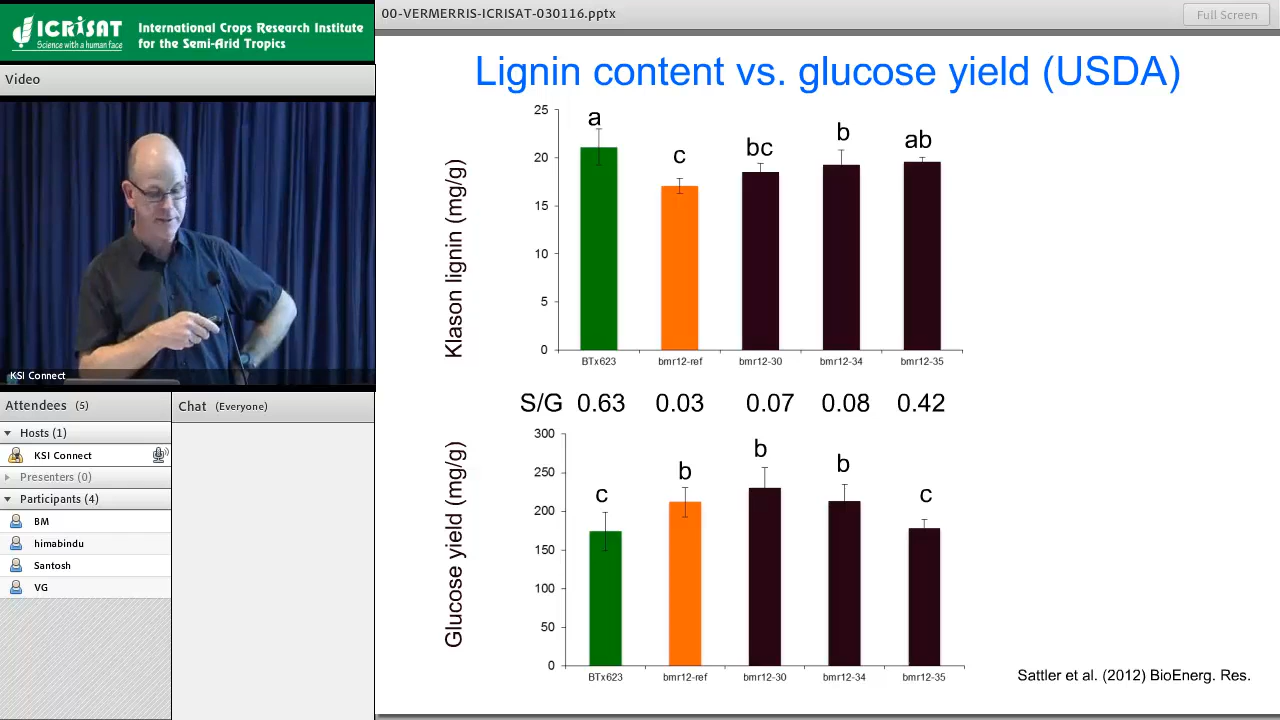 ICRISAT
Science with a human face
International Crops Research Institute
for the Semi-Arid Tropics
Video
KSI Connect
Attendees (5)
Hosts (1)
KSI Connect
Presenters (0)
Participants (4)
BM
himabindu
Santosh
VG
Chat (Everyone)
00-VERMERRIS-ICRISAT-030116.pptx
Full Screen
Lignin content vs. glucose yield (USDA)
Klason lignin (mg/g)
25
20
15
10
5
0
a
c
bc
b
ab
BTx623 bmr12-ref bmr12-30 bmr12-34 bmr12-35
S/G 0.63 0.03 0.07 0.08 0.42
Glucose yield (mg/g)
300
250
200
150
100
50
0
c
b
b
b
c
BTx623 bmr12-ref bmr12-30 bmr12-34 bmr12-35
Sattler et al. (2012) BioEnerg. Res.